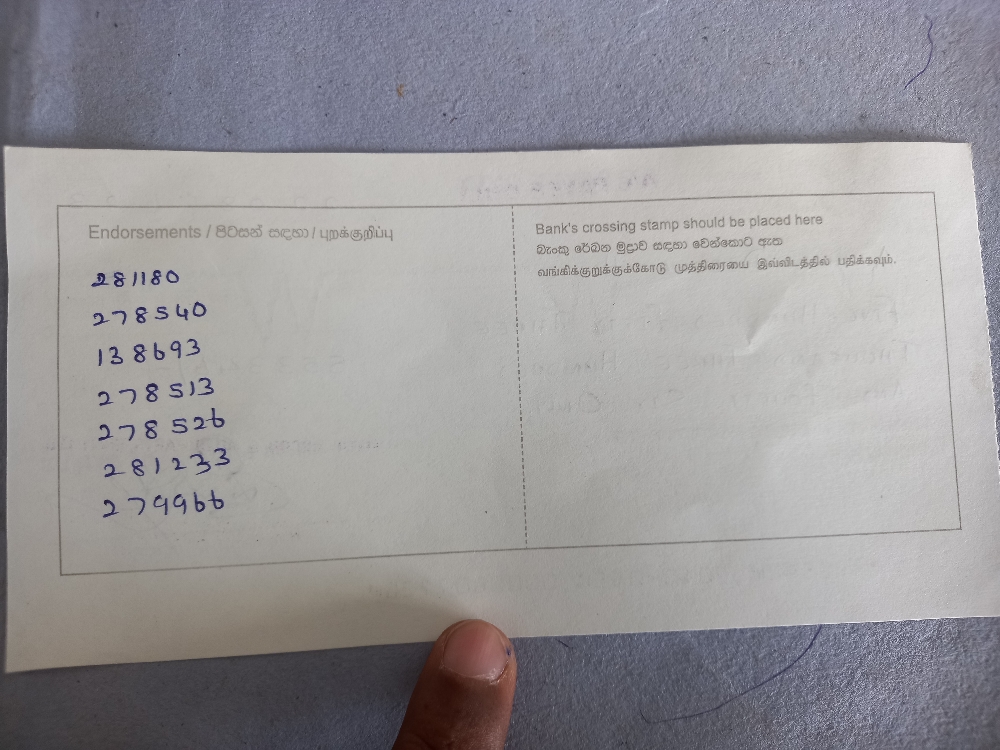 Endorsements / පිටසන් සඳහා / புறக்குறிப்பு
281180
278540
138693
278513
278526
281233
279966
Bank's crossing stamp should be placed here
බැංකු රේඛන මුද්‍රාව සඳහා වෙන්කොට ඇත
வங்கிக்குறுக்குக்கோடு முத்திரையை இவ்விடத்தில் பதிக்கவும்.